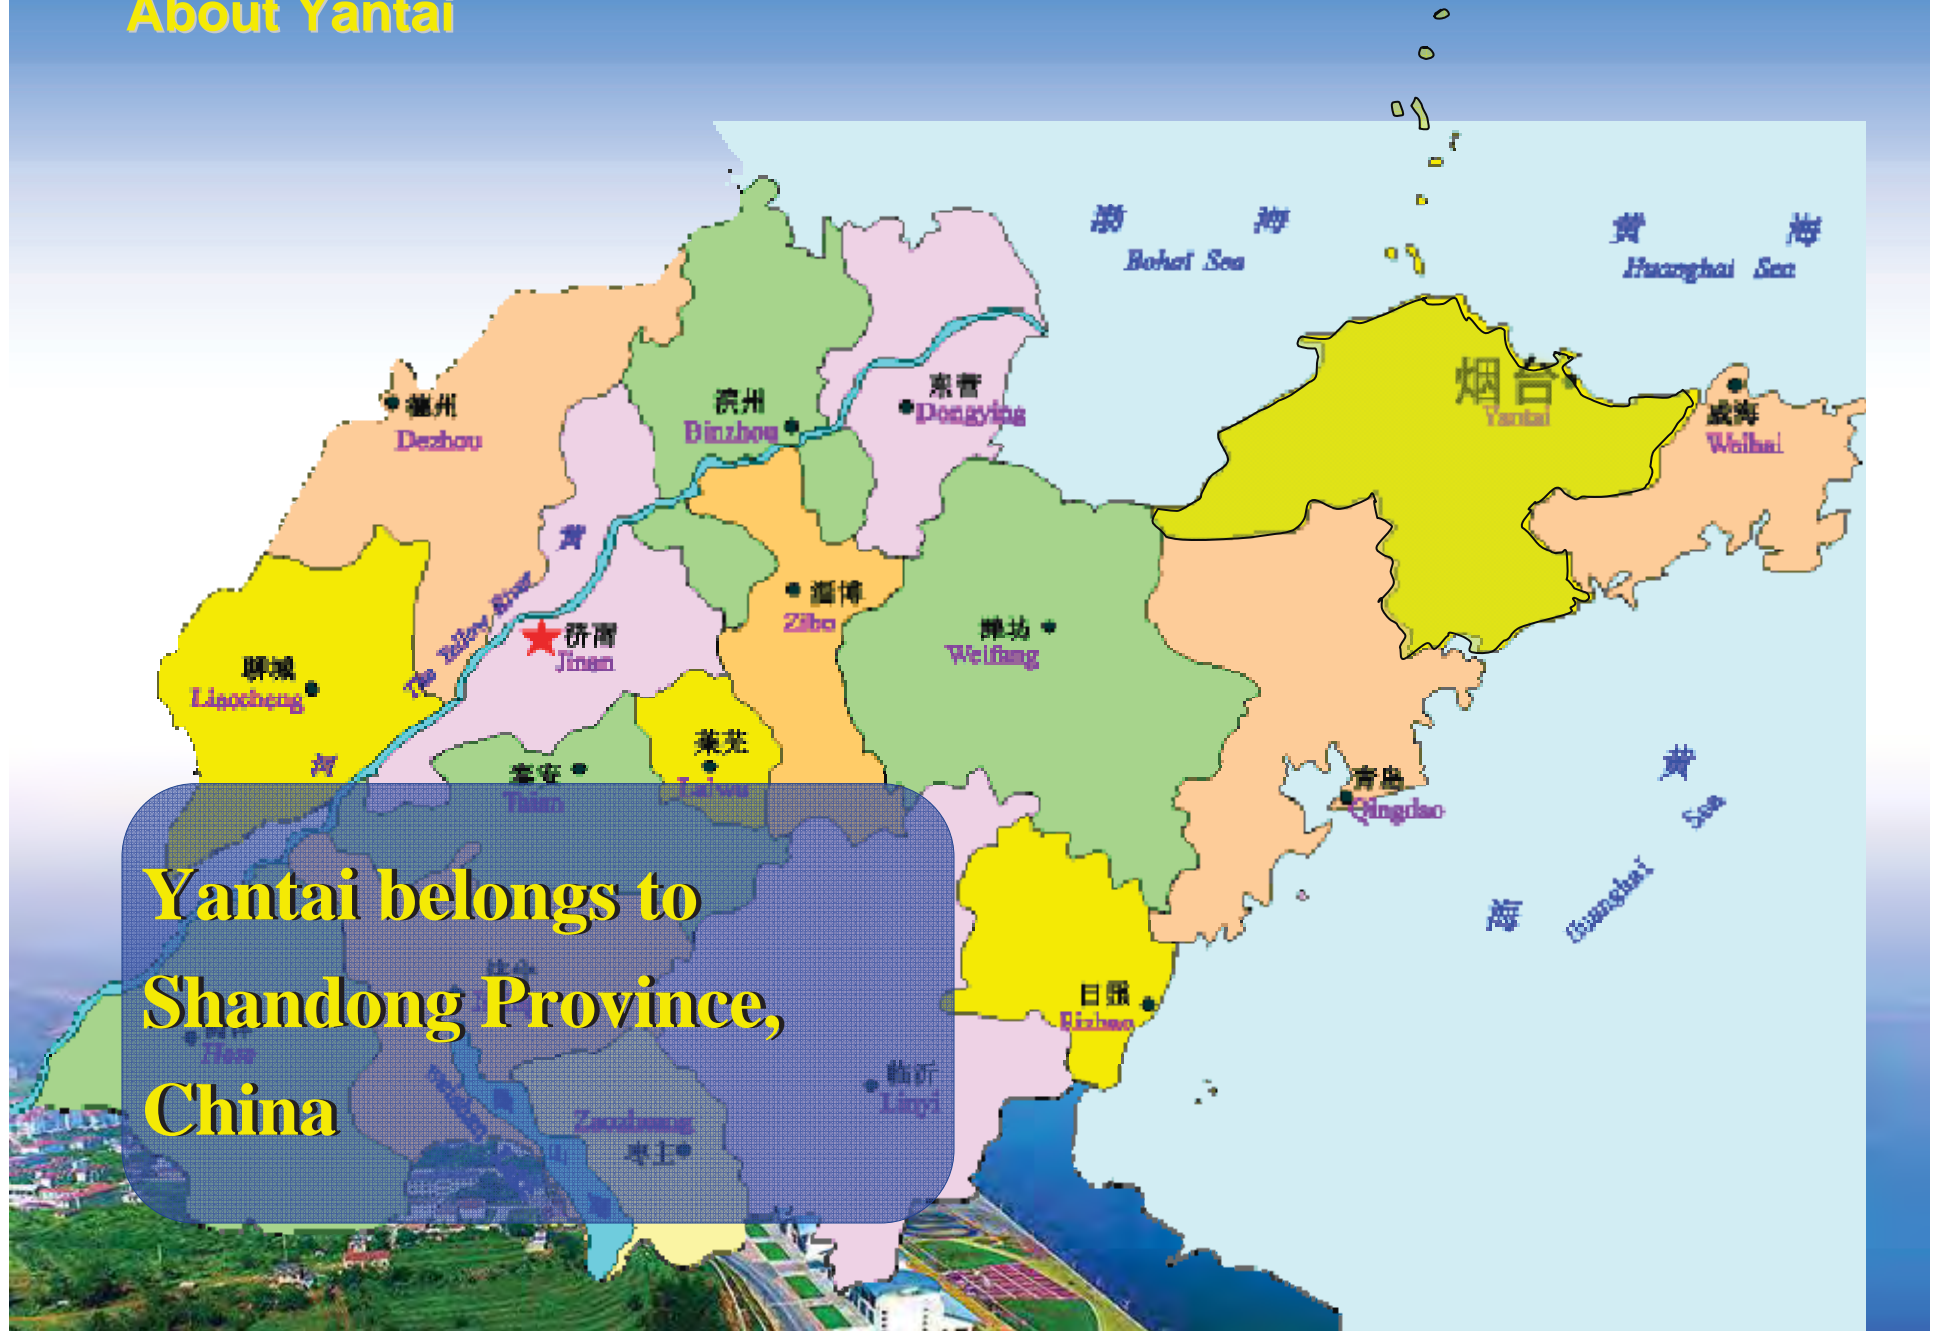 About Yantai
渤 海
Bohai Sea
黄 海
Huanghai Sea
烟台
Yantai
威海
Weihai
东营
Dongying
滨州
Binzhou
德州
Dezhou
黄
The Yellow River
淄博
Zibo
济南
Jinan
潍坊
Weifang
聊城
Liaocheng
河
莱芜
Laiwu
泰安
Taian
青岛
Qingdao
黄
Sea
Huanghai
海
Yantai belongs to
Shandong Province,
China
日照
Rizhao
临沂
Linyi
Zaozhuang
枣庄